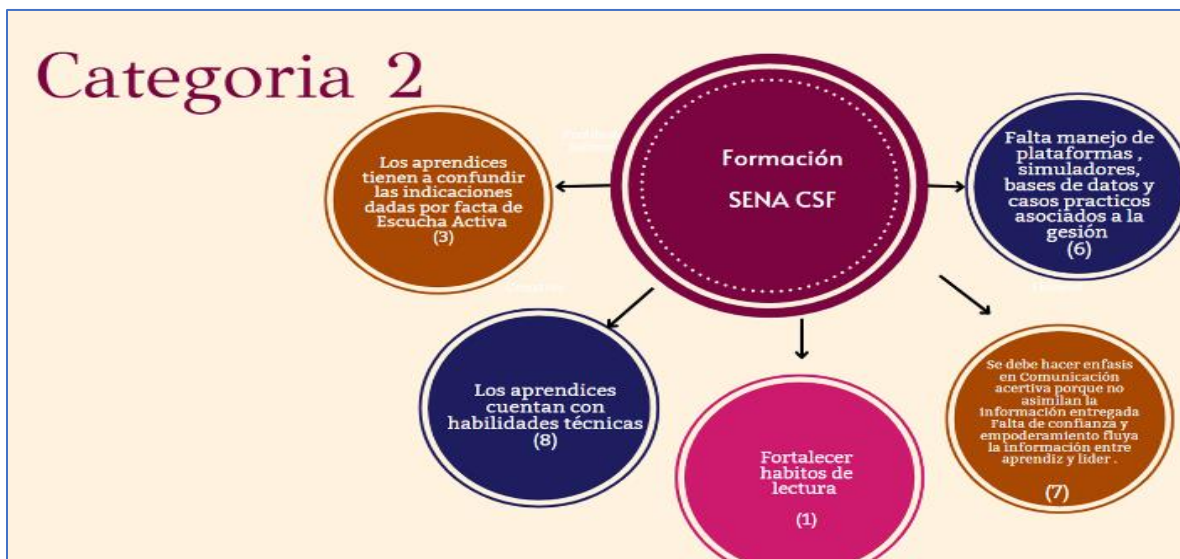 Categoria 2
Formación
SENA CSF
Los aprendices
tienen a confundir
las indicaciones
dadas por facta de
Escucha Activa
(3)
Falta manejo de
plataformas ,
simuladores,
bases de datos y
casos practicos
asociados a la
gesión
(6)
Los aprendices
cuentan con
habilidades técnicas
(8)
Fortalecer
habitos de
lectura
(1)
Se debe hacer enfasis
en Comunicación
acertiva porque no
asimilan la
información entregada
Falta de confianza y
empoderamiento fluya
la información entre
aprendiz y líder .
(7)